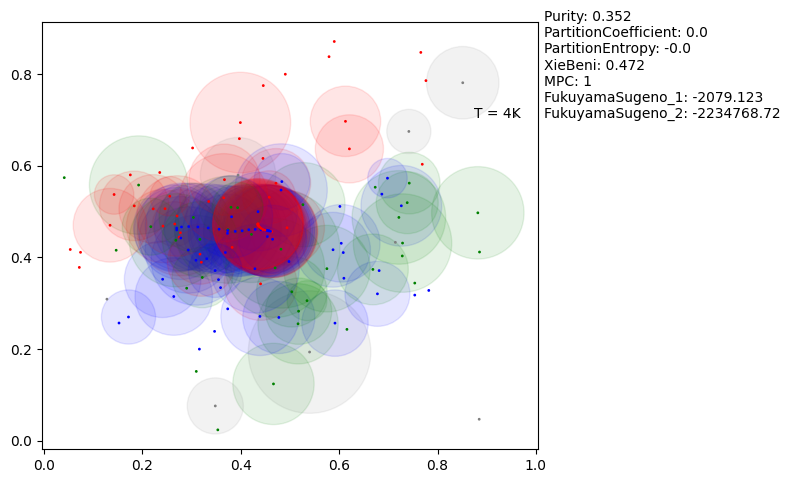 Purity: 0.352
PartitionCoefficient: 0.0
PartitionEntropy: -0.0
XieBeni: 0.472
MPC: 1
FukuyamaSugeno_1: -2079.123
FukuyamaSugeno_2: -2234768.72
T = 4K
0.8
0.6
0.4
0.2
0.0
0.0 0.2 0.4 0.6 0.8 1.0